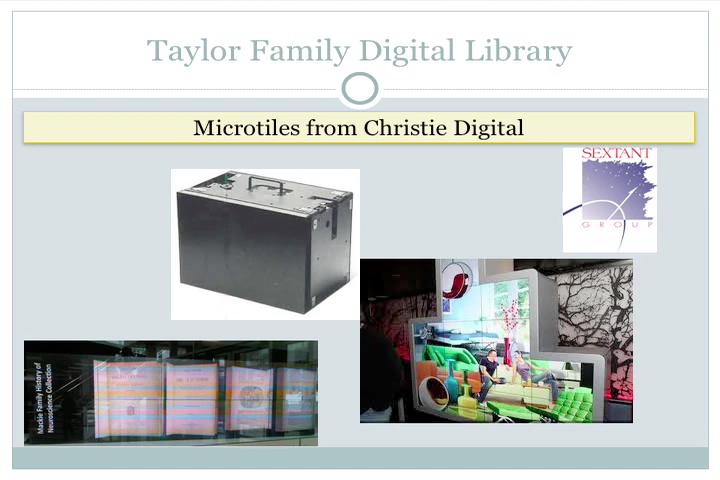 Taylor Family Digital Library
Microtiles from Christie Digital
SEXTANT
GROUP
Mackie Family History of
Neuroscience Collection